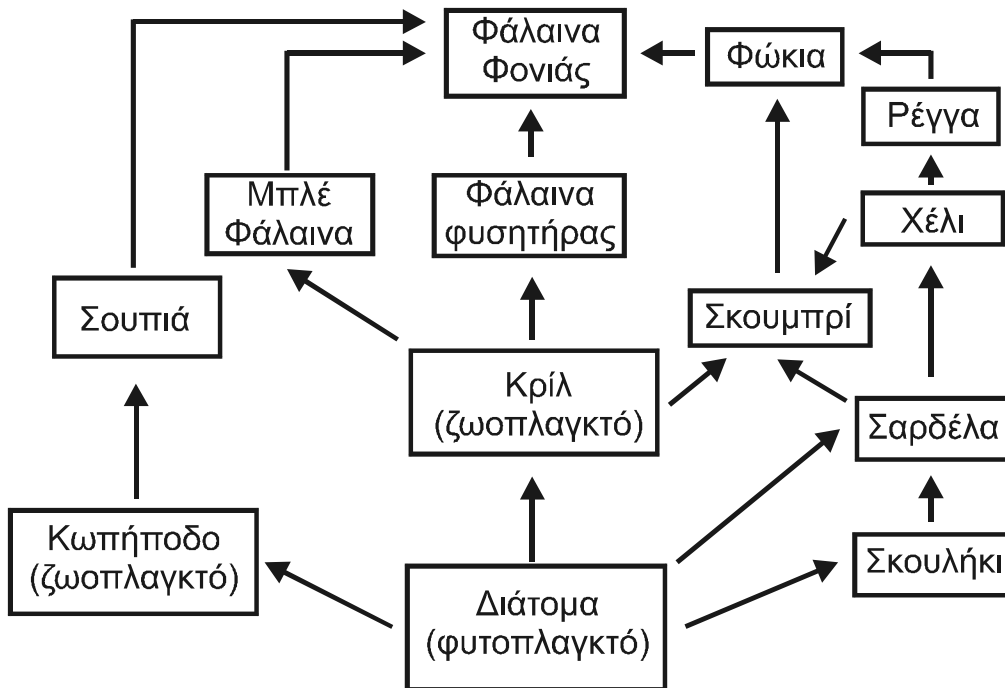 Φάλαινα
Φονιάς
Φώκια
Ρέγγα
Μπλέ
Φάλαινα
Φάλαινα
φυσητήρας
Χέλι
Σουπιά
Σκουμπρί
Κρίλ
(ζωοπλαγκτό)
Σαρδέλα
Κωπήποδο
(ζωοπλαγκτό)
Σκουλήκι
Διάτομα
(φυτοπλαγκτό)